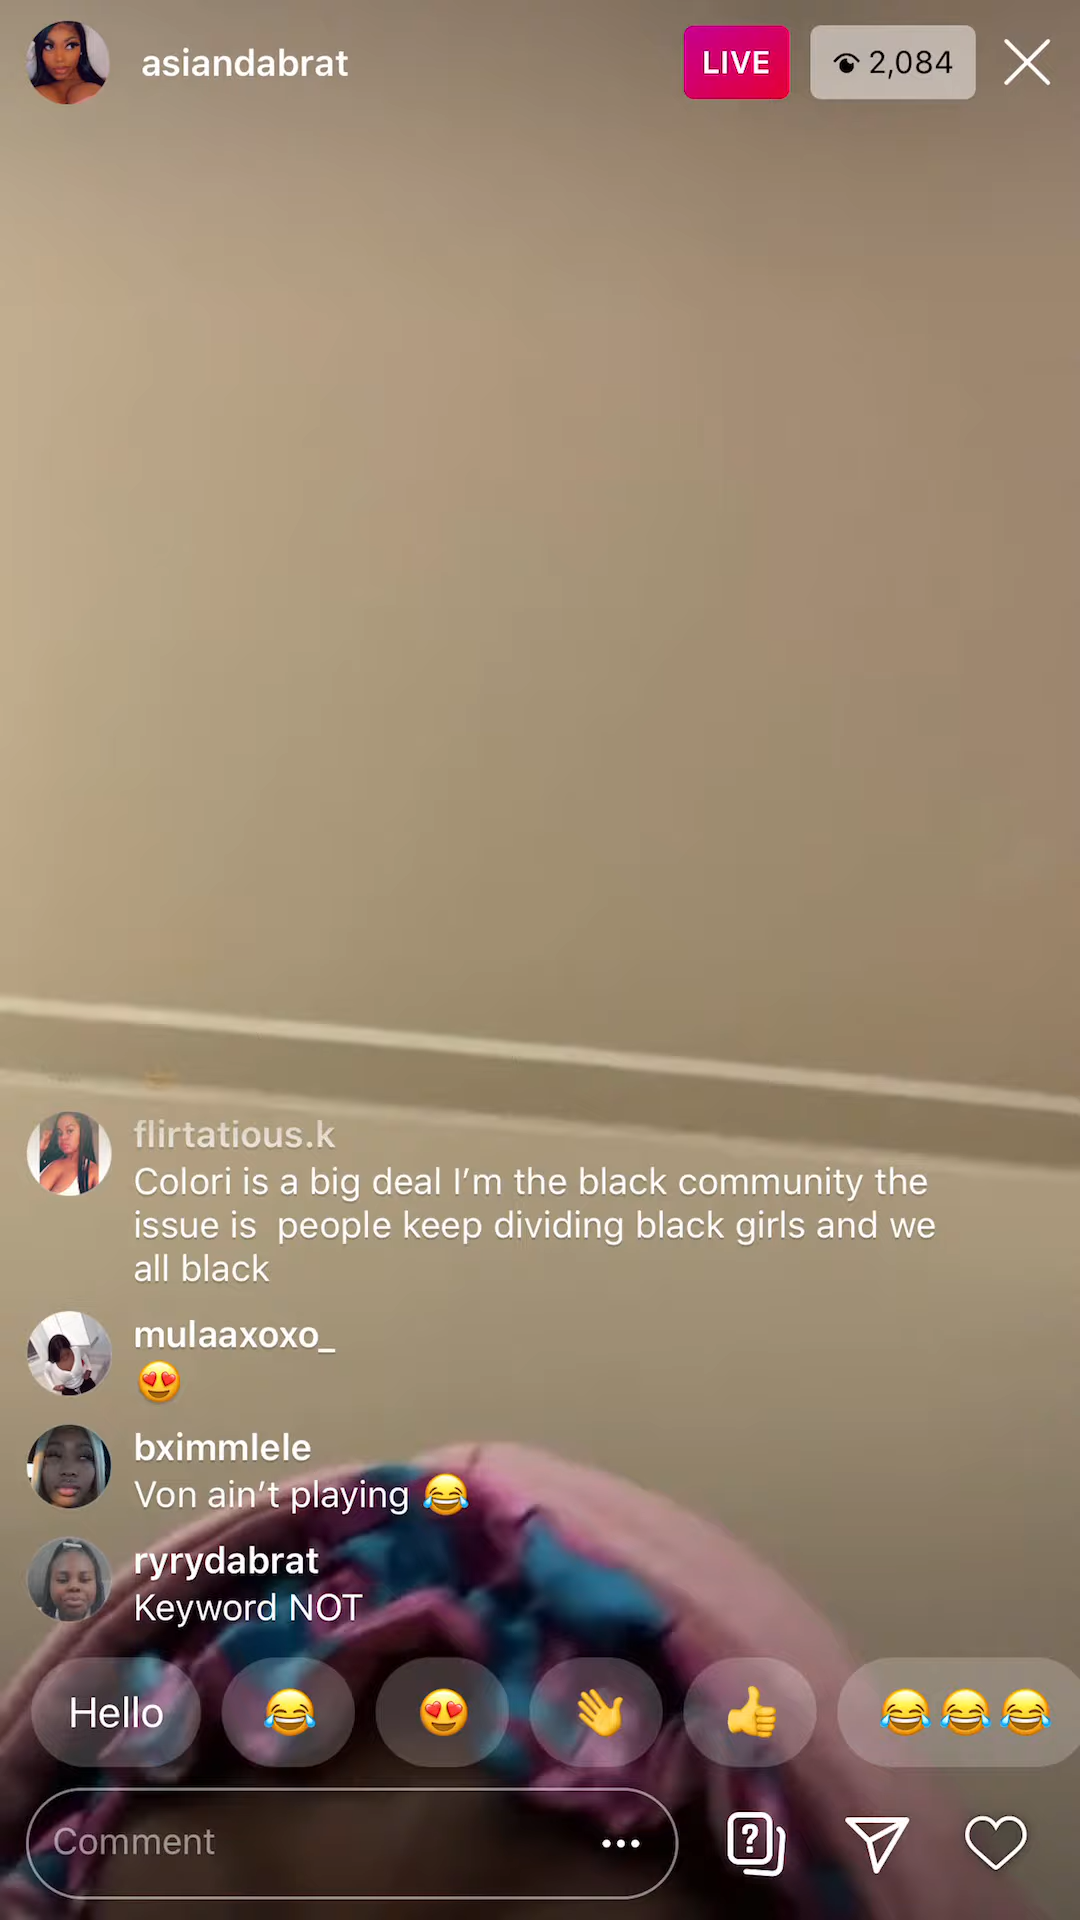 asiandabrat
LIVE
2,084
flirtatious.k
Colori is a big deal I’m the black community the
issue is  people keep dividing black girls and we
all black
mulaaxoxo_
😍
bximmlele
Von ain’t playing 😂
ryrydabrat
Keyword NOT
Hello 😂 😍 👋 👍 😂😂😂
Comment